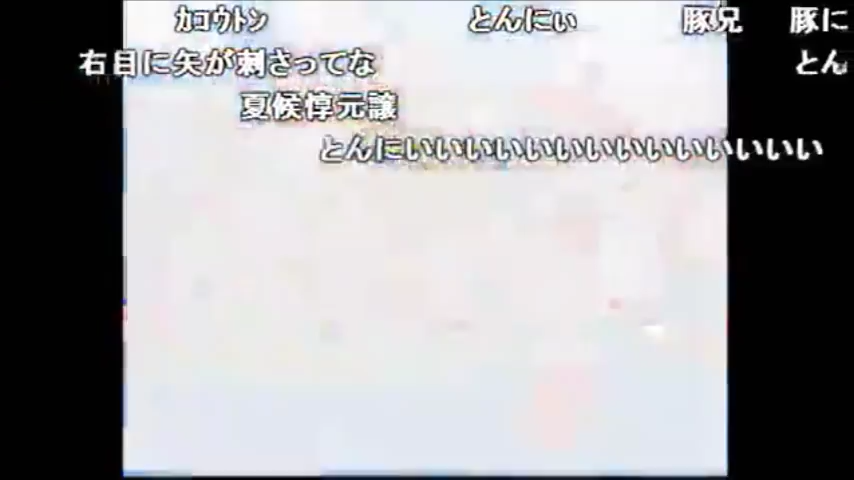 ｶｺｳﾄﾝ とんにぃ 豚兄 豚に
右目に矢が刺さってな とん
夏候惇元譲
とんにいいいいいいいいいいいいいい